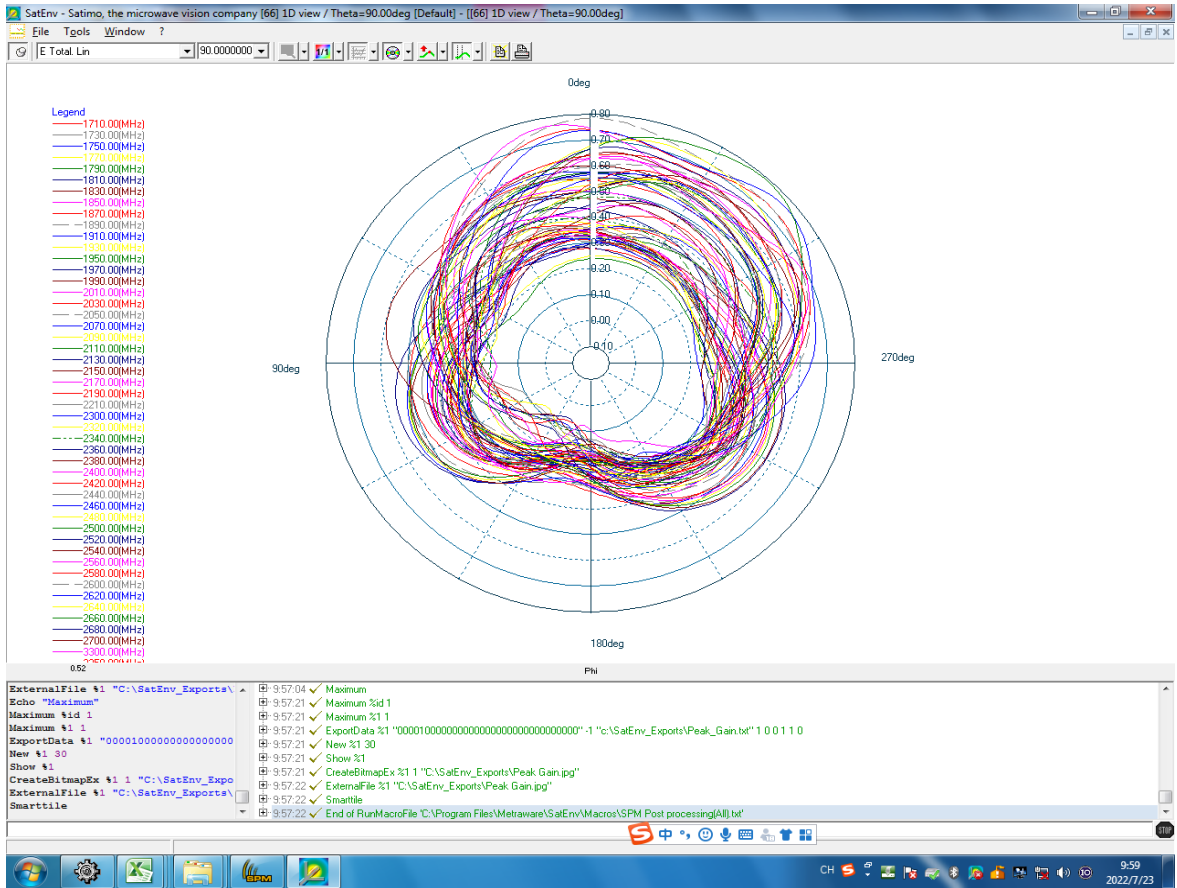 SatEnv - Satimo, the microwave vision company [66] 1D view / Theta=90.00deg [Default] - [[66] 1D view / Theta=90.00deg]
File Tools Window ?
E Total. Lin 90.0000000 1/1
0deg
Legend
1710.00(MHz)
1730.00(MHz)
1750.00(MHz)
1770.00(MHz)
1790.00(MHz)
1810.00(MHz)
1830.00(MHz)
1850.00(MHz)
1870.00(MHz)
1890.00(MHz)
1910.00(MHz)
1930.00(MHz)
1950.00(MHz)
1970.00(MHz)
1990.00(MHz)
2010.00(MHz)
2030.00(MHz)
2050.00(MHz)
2070.00(MHz)
2090.00(MHz)
2110.00(MHz)
2130.00(MHz)
2150.00(MHz)
2170.00(MHz)
2190.00(MHz)
2210.00(MHz)
2300.00(MHz)
2320.00(MHz)
2340.00(MHz)
2360.00(MHz)
2380.00(MHz)
2400.00(MHz)
2420.00(MHz)
2440.00(MHz)
2460.00(MHz)
2480.00(MHz)
2500.00(MHz)
2520.00(MHz)
2540.00(MHz)
2560.00(MHz)
2580.00(MHz)
2600.00(MHz)
2620.00(MHz)
2640.00(MHz)
2660.00(MHz)
2680.00(MHz)
2700.00(MHz)
3300.00(MHz)
0.80
0.70
0.60
0.50
0.40
0.30
0.20
0.10
0.00
0.10
90deg
270deg
180deg
0.52
Phi
ExternalFile %1 "C:\SatEnv_Exports\
Echo "Maximum"
Maximum %id 1
Maximum %1 1
ExportData %1 "00001000000000000000
New %1 30
Show %1
CreateBitmapEx %1 1 "C:\SatEnv_Expo
ExternalFile %1 "C:\SatEnv_Exports\
Smarttile
9:57:04 Maximum
9:57:21 Maximum %id 1
9:57:21 Maximum %1 1
9:57:21 ExportData %1 "00001000000000000000000000000000" -1 "c:\SatEnv_Exports\Peak_Gain.txt" 1 0 0 1 1 0
9:57:21 New %1 30
9:57:21 Show %1
9:57:21 CreateBitmapEx %1 1 "C:\SatEnv_Exports\Peak Gain.jpg"
9:57:22 ExternalFile %1 "C:\SatEnv_Exports\Peak Gain.jpg"
9:57:22 Smarttile
9:57:22 End of RunMacroFile 'C:\Program Files\Metraware\SatEnv\Macros\SPM Post processing(All).txt'
STOP
中
SPM
CH
9:59
2022/7/23